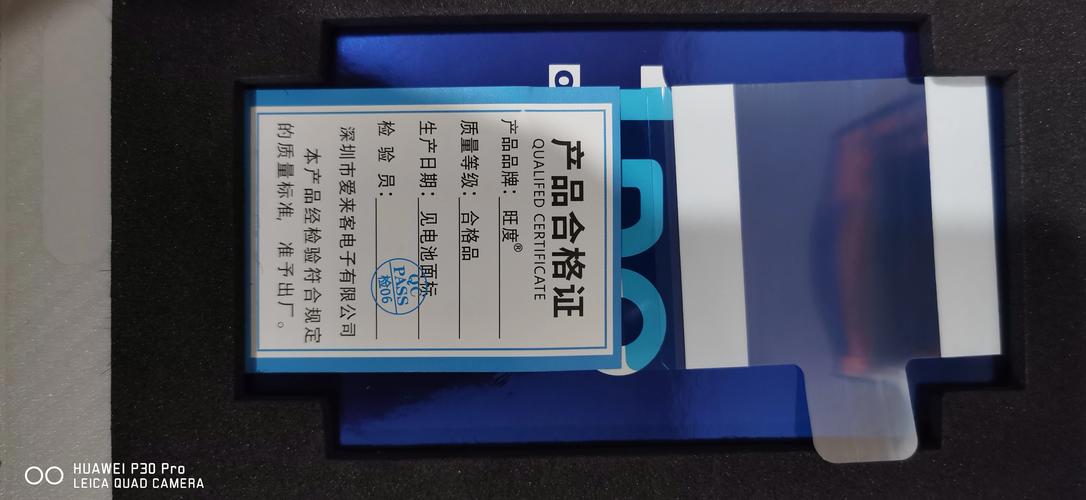 产品合格证
QUALIFED CERTIFICATE
产品品牌：旺度®
质量等级：合格品
生产日期：见电池面标
检 验 员：
QC
PASS
检06
深圳市爱来客电子有限公司
本产品经检验符合规定
的质量标准，准予出厂。
HUAWEI P30 Pro
LEICA QUAD CAMERA